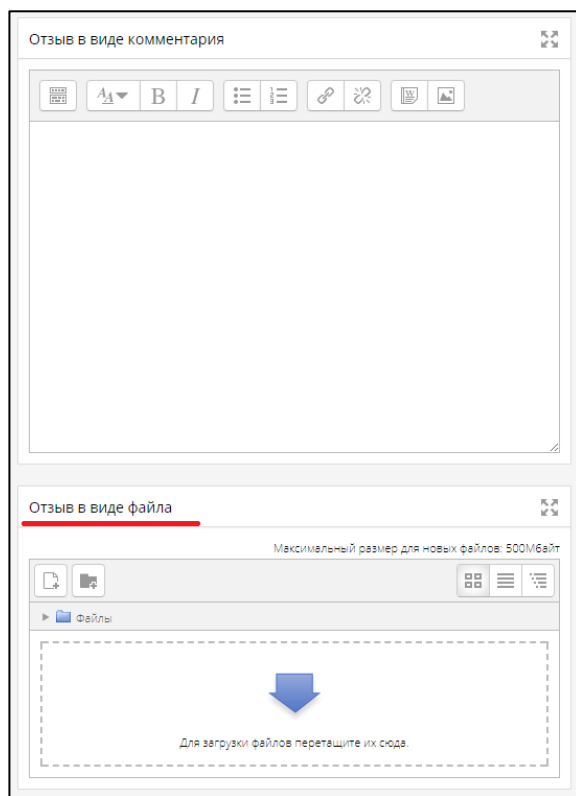 Отзыв в виде комментария
B I
Отзыв в виде файла
Максимальный размер для новых файлов: 500Мбайт
Файлы
Для загрузки файлов перетащите их сюда.